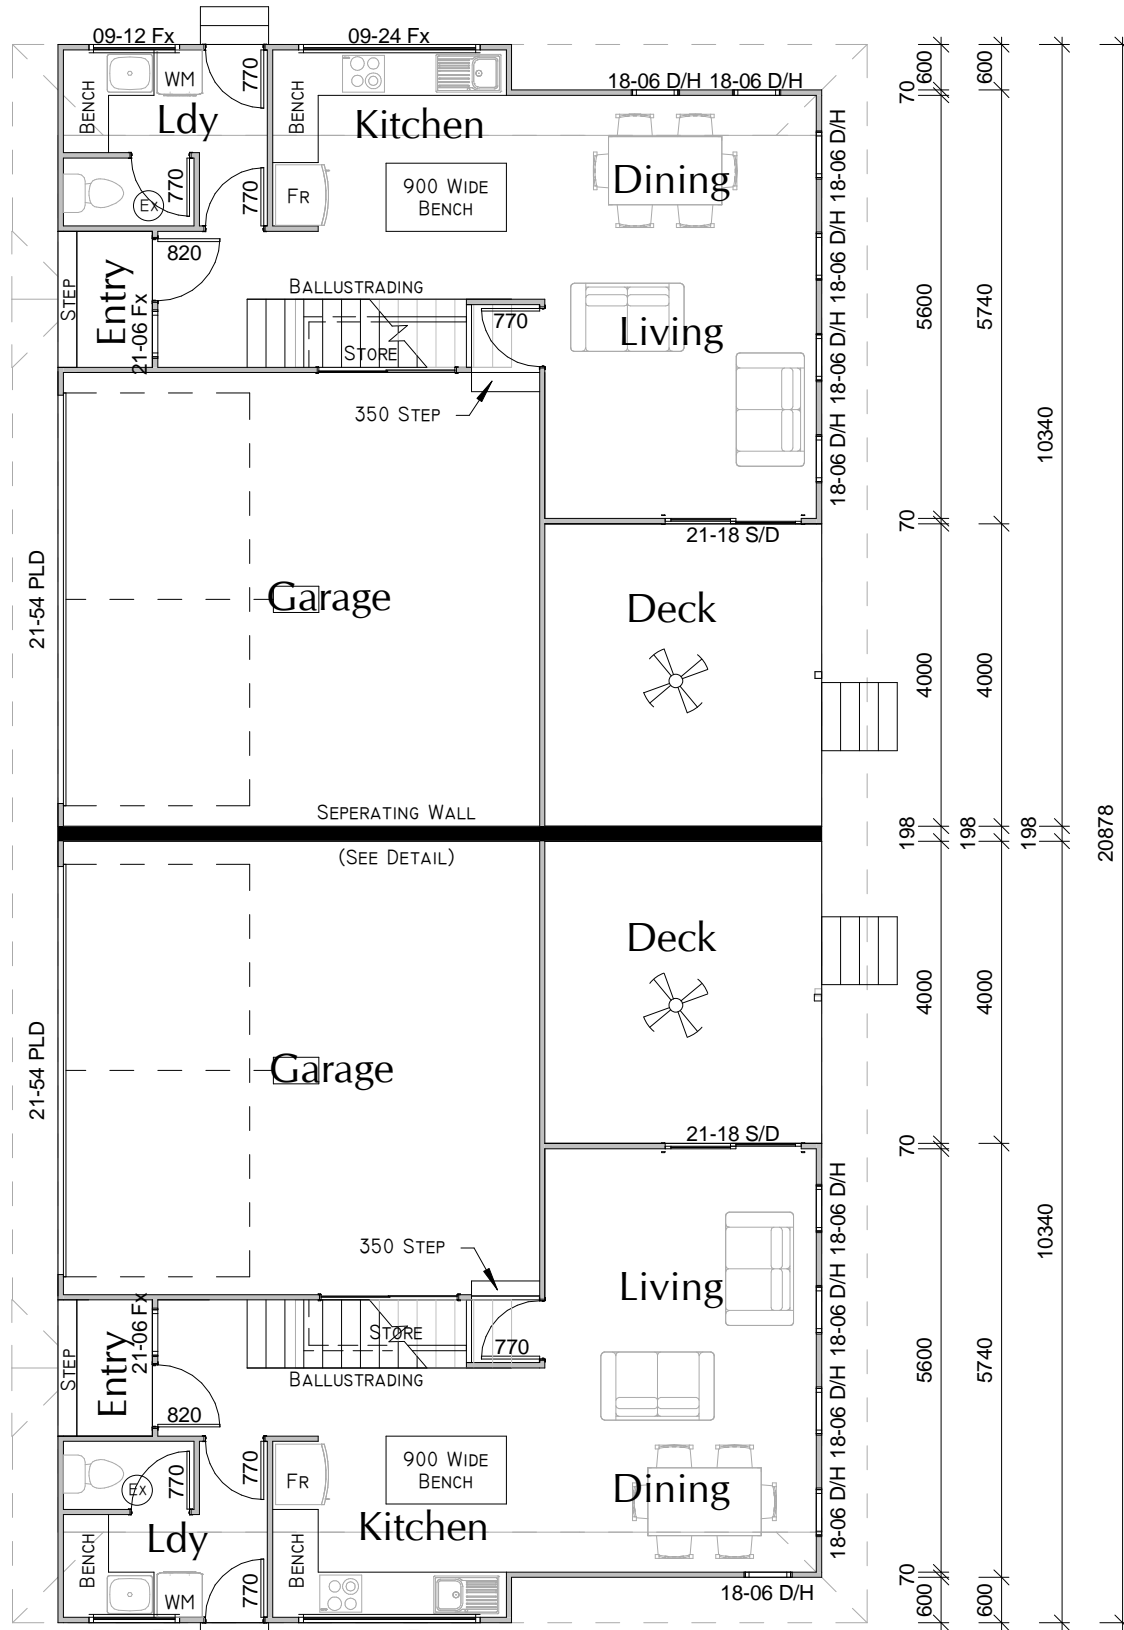 09-12 Fx
09-24 Fx
600
600
BENCH
WM
770
BENCH
18-06 D/H 18-06 D/H
70
Ldy
Kitchen
Dining
770
770
FR
900 WIDE
BENCH
Ex
18-06 D/H 18-06 D/H 18-06 D/H 18-06 D/H
820
STEP
Entry
21-06 Fx
BALLUSTRADING
770
Living
STORE
5600
5740
350 STEP
10340
21-18 S/D
70
21-54 PLD
Garage
Deck
4000
4000
SEPERATING WALL
198
198
198
20878
(SEE DETAIL)
Deck
4000
4000
21-54 PLD
Garage
21-18 S/D
70
10340
350 STEP
Living
21-06 Fx
STORE
770
STEP
Entry
BALLUSTRADING
5600
5740
18-06 D/H 18-06 D/H 18-06 D/H 18-06 D/H
820
770
770
FR
900 WIDE
BENCH
Ex
Dining
Ldy
Kitchen
BENCH
WM
770
BENCH
18-06 D/H
70
600
600